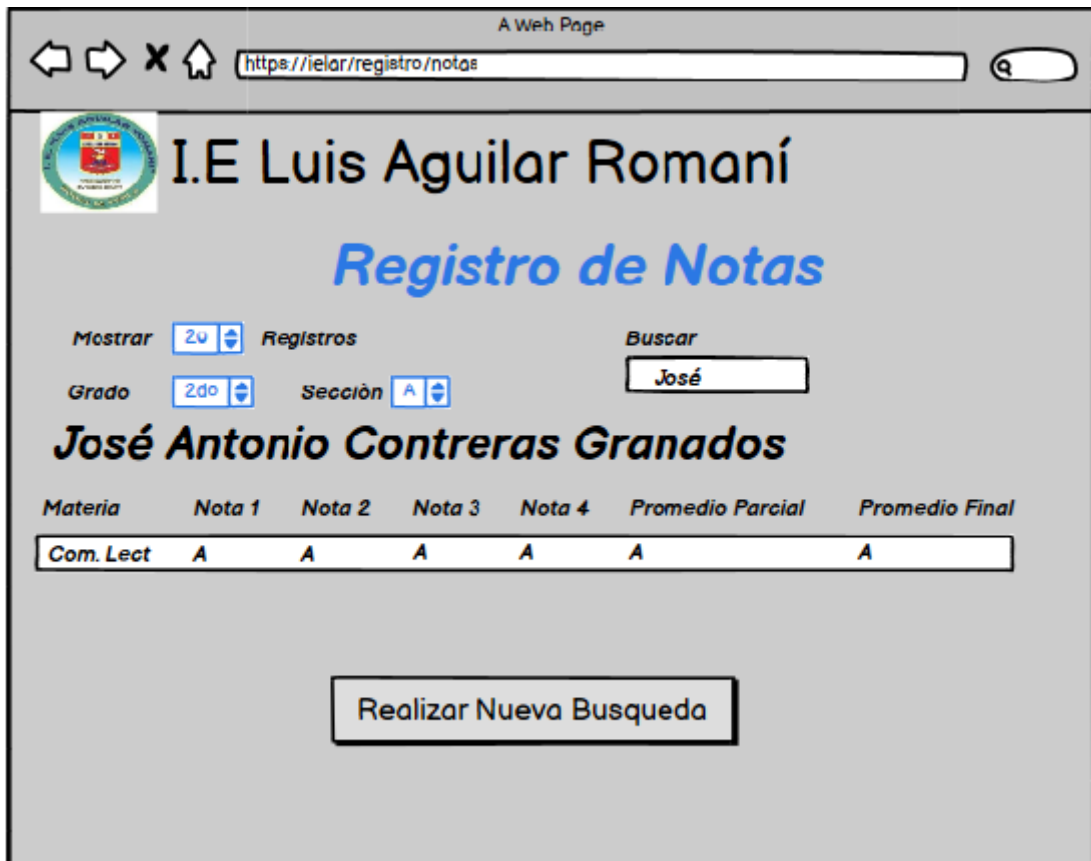 A Web Page
https://ielar/registro/notas
I.E Luis Aguilar Romaní
Registro de Notas
Mostrar 20 Registros Buscar
José
Grado 2do Secciòn A
José Antonio Contreras Granados
Materia Nota 1 Nota 2 Nota 3 Nota 4 Promedio Parcial Promedio Final
Com. Lect A A A A A A
Realizar Nueva Busqueda